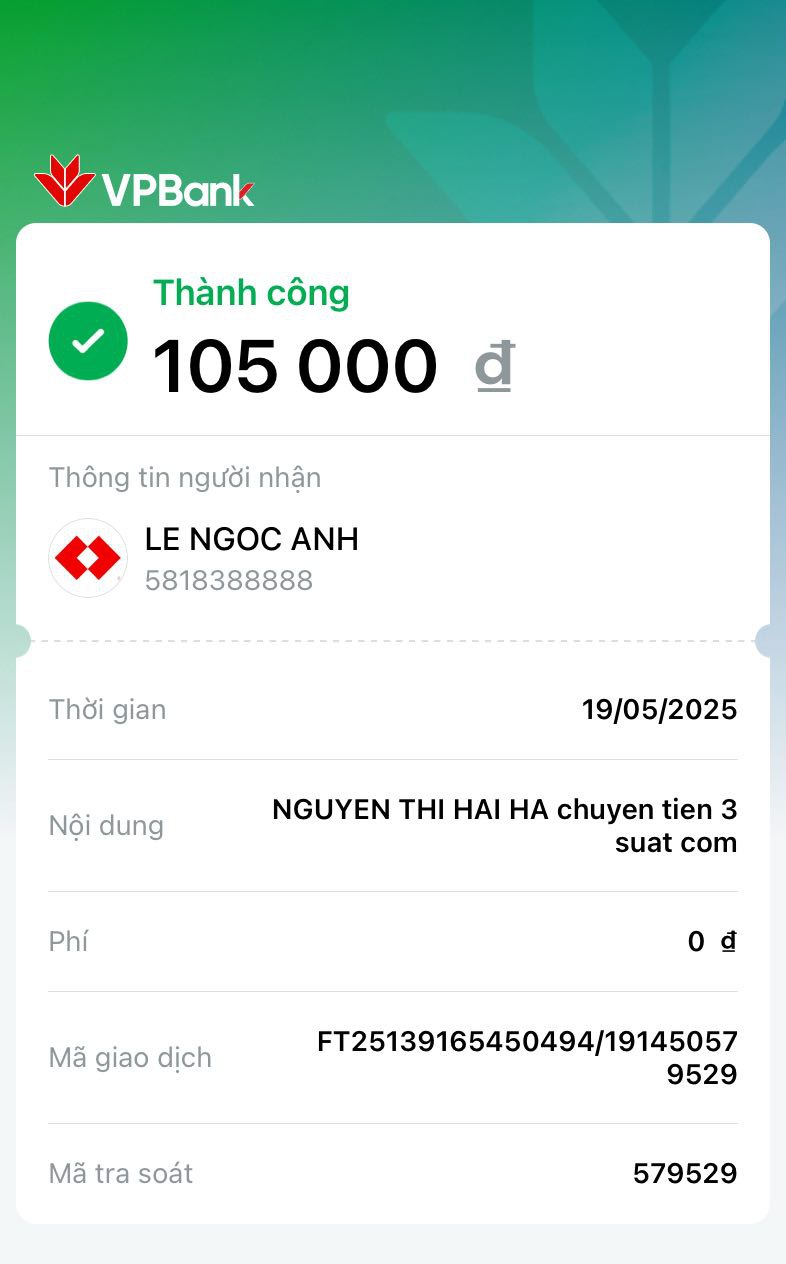 VPBank
Thành công
105 000 đ
Thông tin người nhận
LE NGOC ANH
5818388888
Thời gian 19/05/2025
Nội dung NGUYEN THI HAI HA chuyen tien 3
suat com
Phí 0 đ
Mã giao dịch FT25139165450494/19145057
9529
Mã tra soát 579529